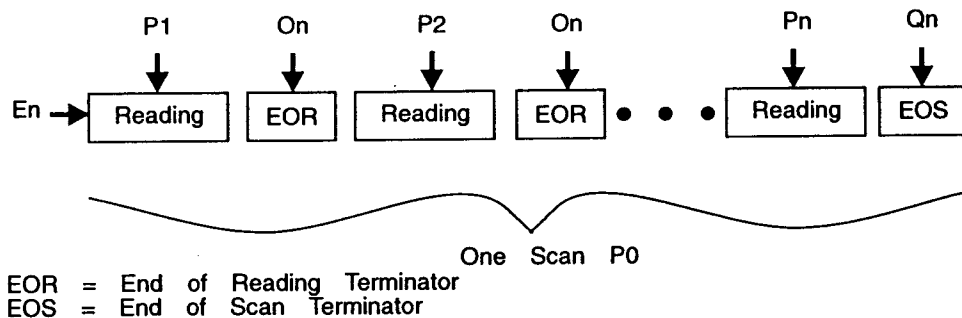 P1 On P2 On Pn Qn
En Reading EOR Reading EOR Reading EOS
One Scan P0
EOR = End of Reading Terminator
EOS = End of Scan Terminator